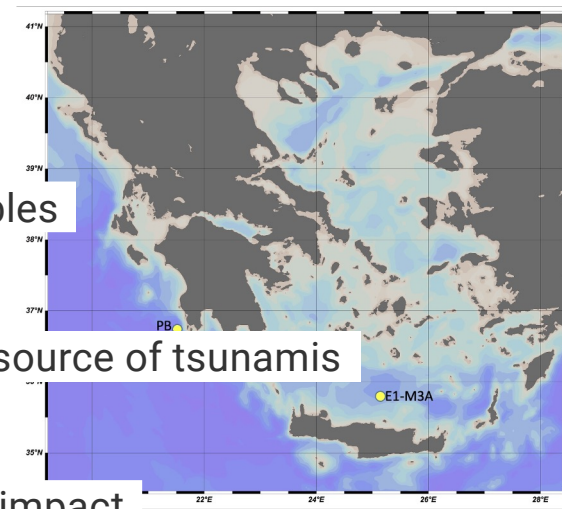 41°N
40°N
39°N
ples
38°N
37°N
PB
source of tsunamis
E1-M3A
35°N
impact
22°E 24°E 26°E 28°E